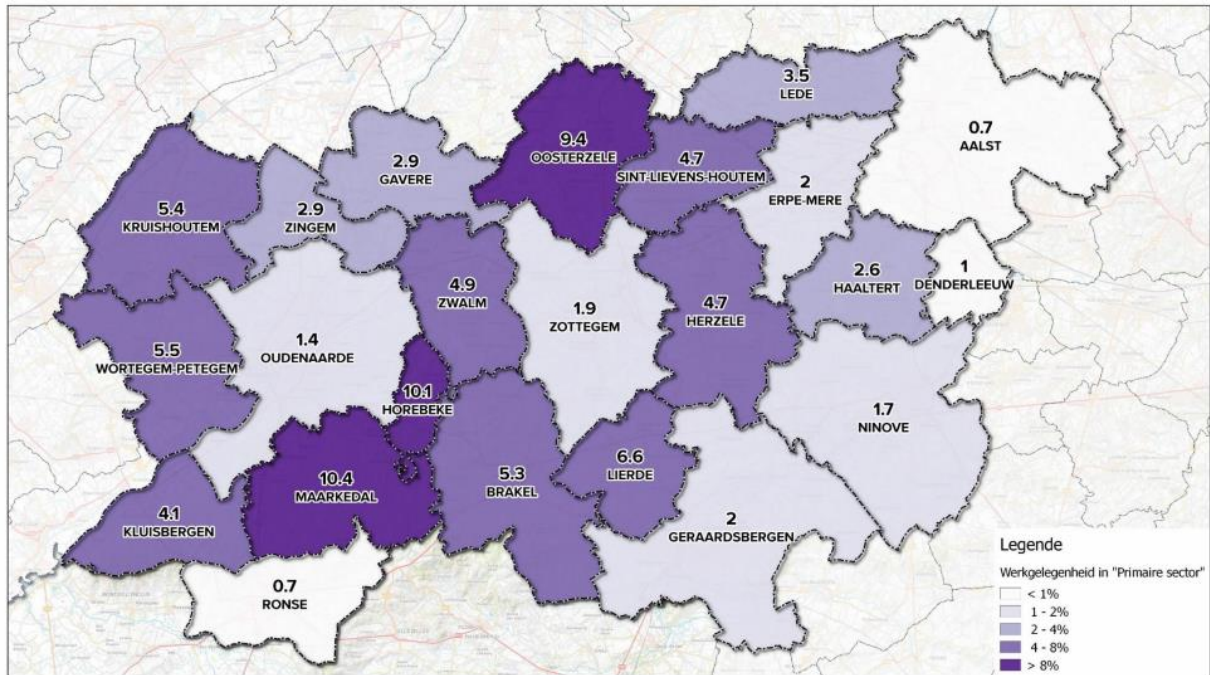 3.5
LEDE
0.7
AALST
9.4
OOSTERZELE
4.7
SINT-LIEVENS-HOUTEM
2.9
GAVERE
2
ERPE-MERE
5.4
KRUISHOUTEM
2.9
ZINGEM
4.9
ZWALM
1.9
ZOTTEGEM
4.7
HERZELE
2.6
HAALTERT
1
DENDERLEEUW
5.5
WORTEGEM-PETEGEM
1.4
OUDENAARDE
10.1
HOREBEKE
1.7
NINOVE
10.4
MAARKEDAL
5.3
BRAKEL
6.6
LIERDE
4.1
KLUISBERGEN
2
GERAARDSBERGEN
0.7
RONSE
Legende
Werkgelegenheid in "Primaire sector"
< 1%
1 - 2%
2 - 4%
4 - 8%
> 8%